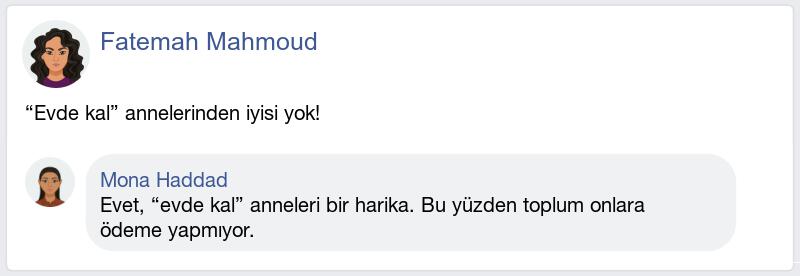 Fatemah Mahmoud
“Evde kal” annelerinden iyisi yok!
Mona Haddad
Evet, “evde kal” anneleri bir harika. Bu yüzden toplum onlara
ödeme yapmıyor.